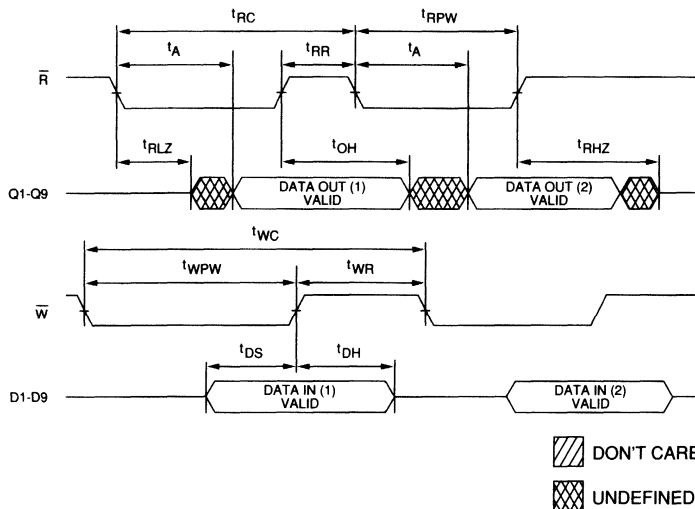 tRC
tRPW
tA
tRR
tA
R̅
tRLZ
tOH
tRHZ
Q1-Q9
DATA OUT (1)
VALID
DATA OUT (2)
VALID
tWC
tWPW
tWR
W̅
tDS
tDH
D1-D9
DATA IN (1)
VALID
DATA IN (2)
VALID
DON'T CARE
UNDEFINED